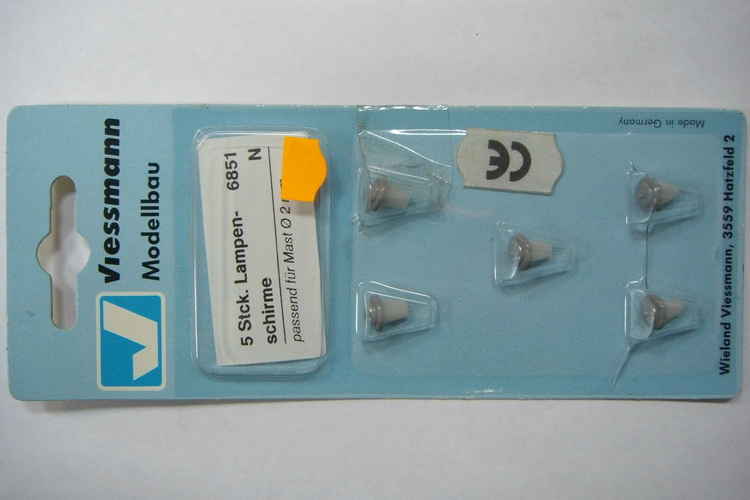 Viessmann
Modellbau
5 Stck. Lampen- 6851
schirme N
passend für Mast Ø 2
CE
Made in Germany
Wieland Viessmann, 3559 Hatzfeld 2